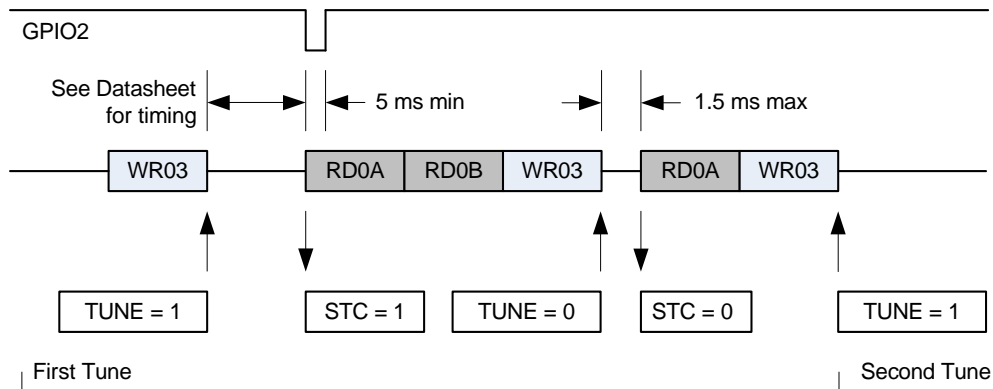 GPIO2
See Datasheet
for timing
5 ms min
1.5 ms max
WR03
RD0A
RD0B
WR03
RD0A
WR03
TUNE = 1
STC = 1
TUNE = 0
STC = 0
TUNE = 1
First Tune
Second Tune